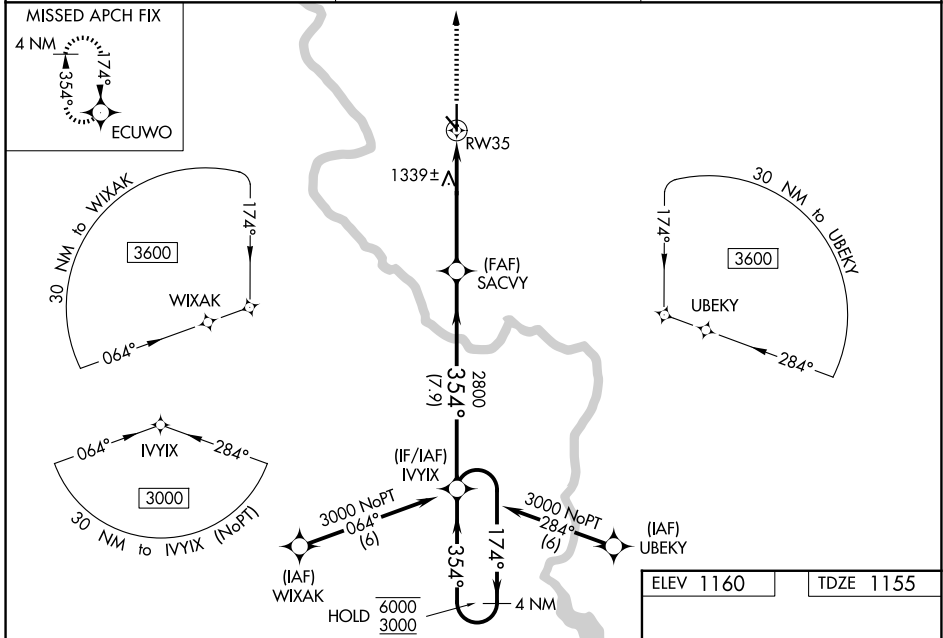 MISSED APCH FIX
4 NM
354°
174°
ECUWO
RW35
1339±
30 NM to WIXAK
174°
3600
WIXAK
064°
(FAF)
SACVY
30 NM to UBEKY
174°
3600
UBEKY
284°
2800
354°
(7.9)
064°
284°
IVYIX
3000
30 NM to IVYIX (NoPT)
(IF/IAF)
IVYIX
3000 NoPT
064°
(6)
(IAF)
WIXAK
3000 NoPT
284°
(6)
(IAF)
UBEKY
354°
174°
HOLD 6000
3000
4 NM
ELEV 1160
TDZE 1155